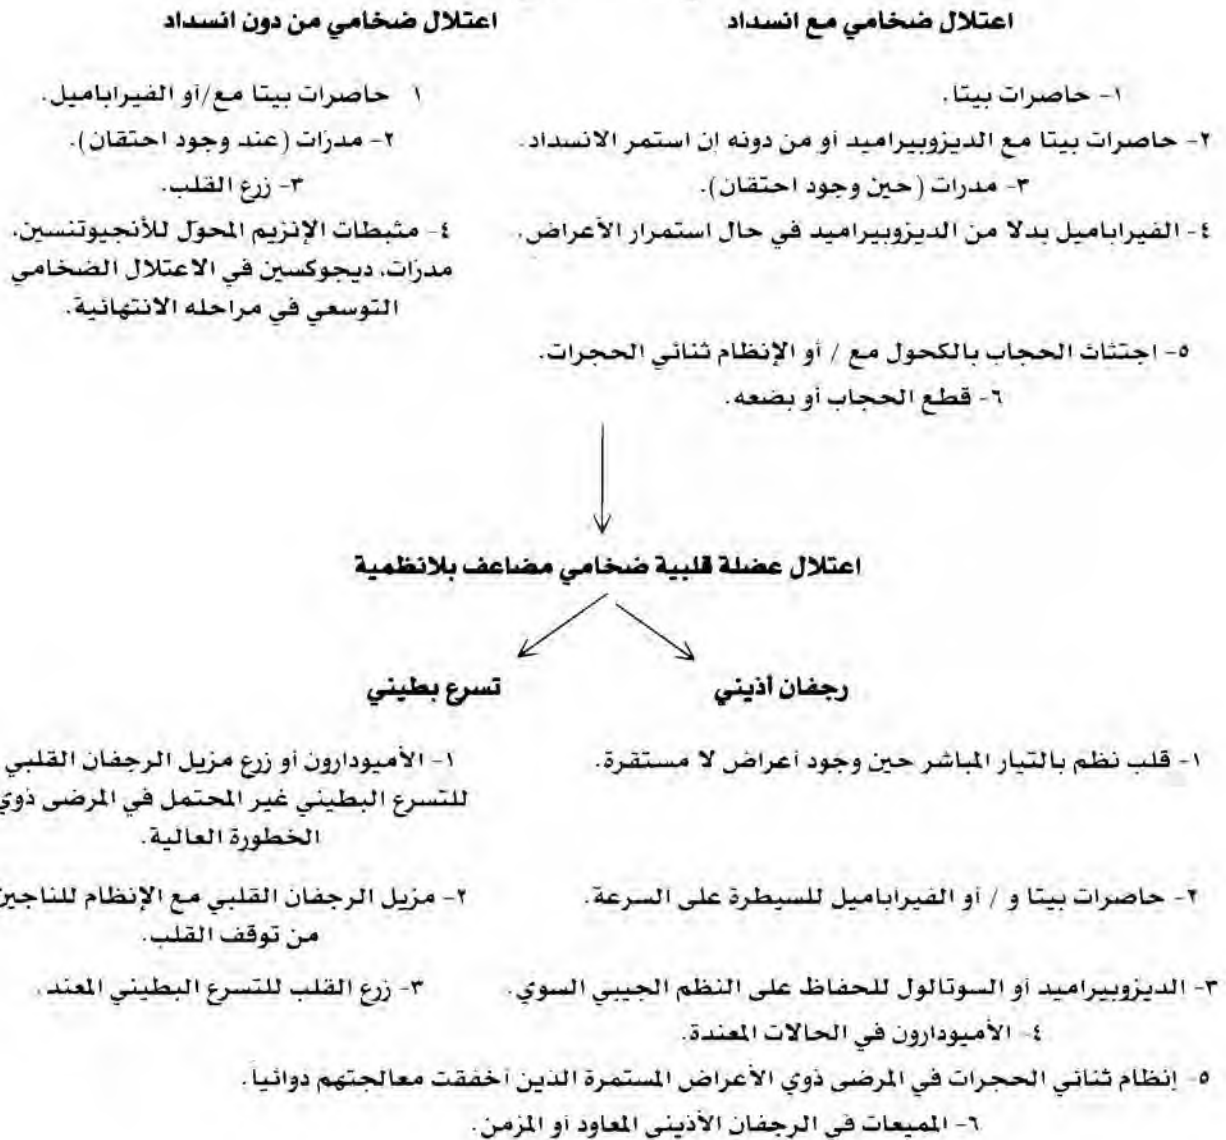 اعتلال ضخامي مع انسداد
اعتلال ضخامي من دون انسداد
١- حاصرات بيتا.
٢- حاصرات بيتا مع الديزوبيراميد أو من دونه إن استمر الانسداد.
٣- مدرات (حين وجود احتقان).
٤- الفيراباميل بدلا من الديزوبيراميد في حال استمرار الأعراض.
٥- اجتثاث الحجاب بالكحول مع / أو الإنظام ثنائي الحجرات.
٦- قطع الحجاب أو بضعه.
١ حاصرات بيتا مع/أو الفيراباميل.
٢- مدرّات (عند وجود احتقان).
٣- زرع القلب.
٤- مثبطات الإنزيم المحوّل للأنجيوتنسين،
مدرّات، ديجوكسين في الاعتلال الضخامي
التوسعي في مراحله الانتهائية.
اعتلال عضلة قلبية ضخامي مضاعف بلانظمية
رجفان أذيني
تسرع بطيني
١- قلب نظم بالتيار المباشر حين وجود أعراض لا مستقرة.
٢- حاصرات بيتا و / أو الفيراباميل للسيطرة على السرعة.
٣- الديزوبيراميد أو السوتالول للحفاظ على النظم الجيبي السوي.
٤- الأميودارون في الحالات المعندة.
٥- إنظام ثنائي الحجرات في المرضى ذوي الأعراض المستمرة الذين أخفقت معالجتهم دوائياً.
٦- المميعات في الرجفان الأذيني المعاود أو المزمن.
١- الأميودارون أو زرع مزيل الرجفان القلبي
للتسرع البطيني غير المحتمل في المرضى ذوي
الخطورة العالية.
٢- مزيل الرجفان القلبي مع الإنظام للناجين
من توقف القلب.
٣- زرع القلب للتسرع البطيني المعند.